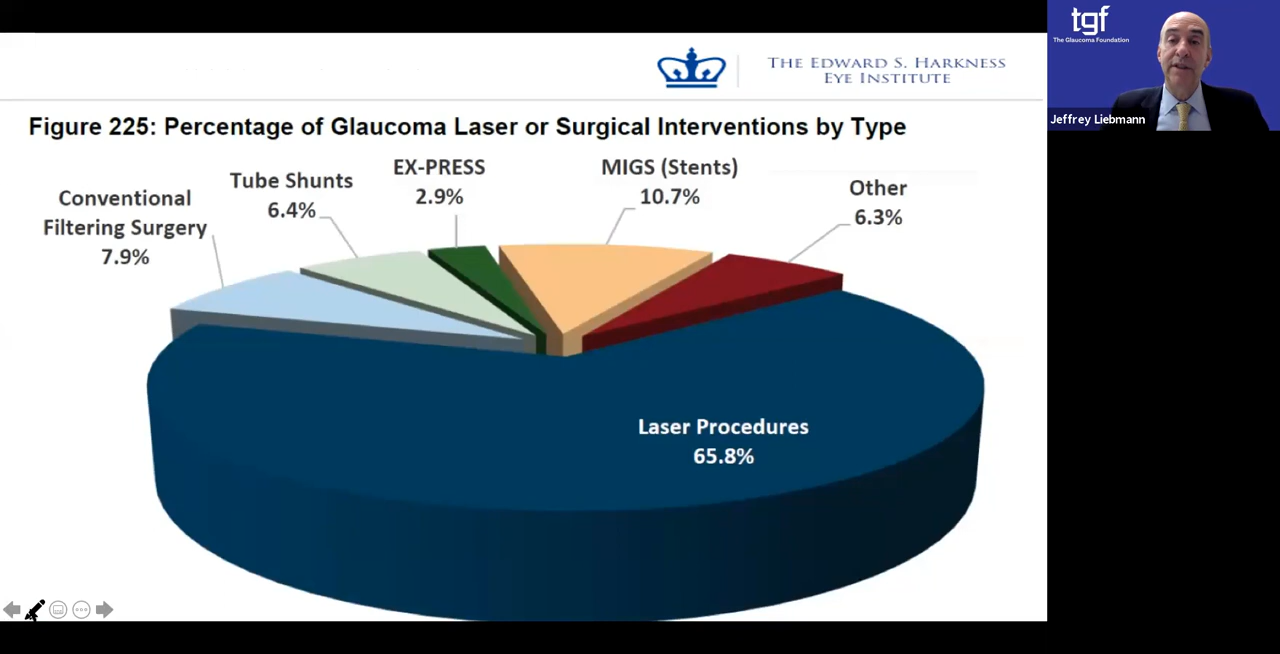 THE EDWARD S. HARKNESS
EYE INSTITUTE
tgf
The Glaucoma Foundation
Jeffrey Liebmann
Figure 225: Percentage of Glaucoma Laser or Surgical Interventions by Type
Conventional
Filtering Surgery
7.9%
Tube Shunts
6.4%
EX-PRESS
2.9%
MIGS (Stents)
10.7%
Other
6.3%
Laser Procedures
65.8%